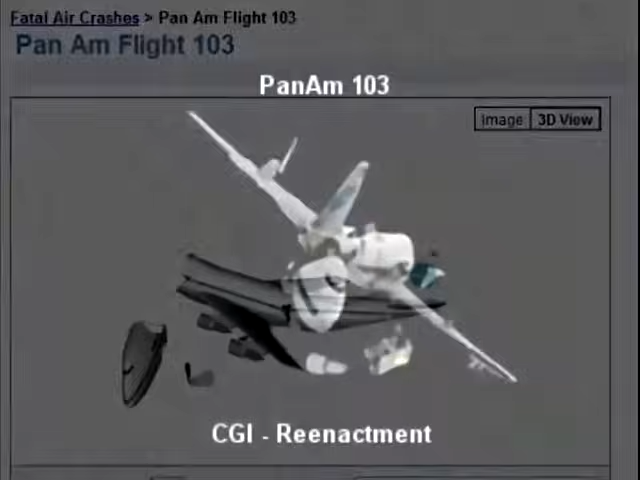 Fatal Air Crashes > Pan Am Flight 103
Pan Am Flight 103
PanAm 103
Image 3D View
CGI - Reenactment